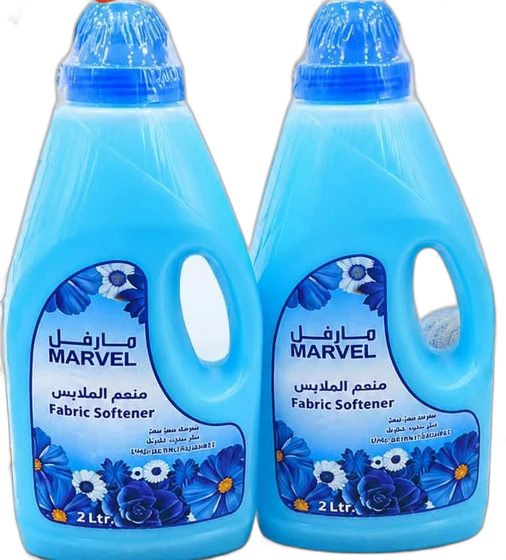 مارفل
MARVEL
منعم الملابس
Fabric Softener
2 Ltr.
مارفل
MARVEL
منعم الملابس
Fabric Softener
2 Ltr.